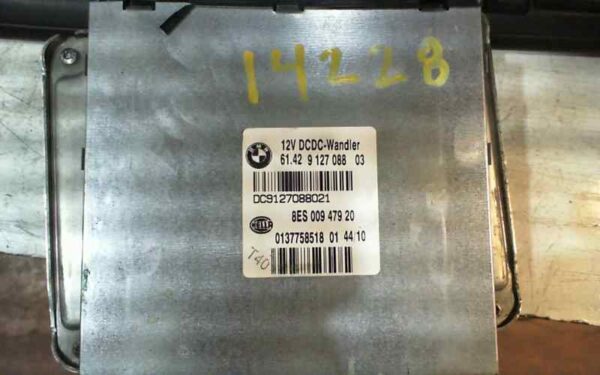 14228
12V DCDC-Wandler
61.42 9 127 088 03
DC9127088021
8ES 009 479 20
0137758518 01 44 10
T40